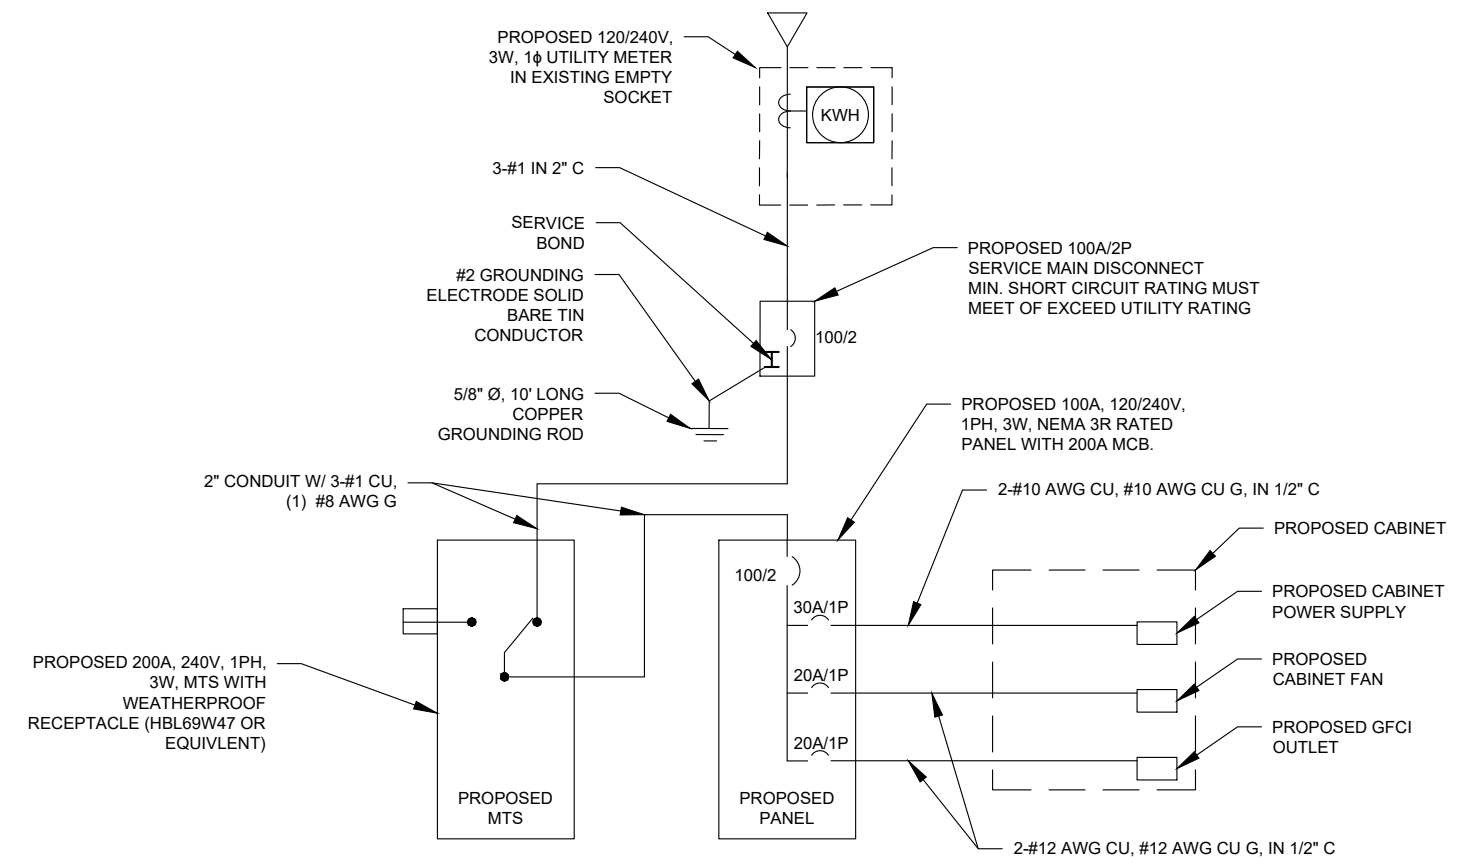 PROPOSED 120/240V,
3W, 1ϕ UTILITY METER
IN EXISTING EMPTY
SOCKET
KWH
3-#1 IN 2" C
SERVICE
BOND
#2 GROUNDING
ELECTRODE SOLID
BARE TIN
CONDUCTOR
PROPOSED 100A/2P
SERVICE MAIN DISCONNECT
MIN. SHORT CIRCUIT RATING MUST
MEET OF EXCEED UTILITY RATING
100/2
5/8" Ø, 10' LONG
COPPER
GROUNDING ROD
PROPOSED 100A, 120/240V,
1PH, 3W, NEMA 3R RATED
PANEL WITH 200A MCB.
2" CONDUIT W/ 3-#1 CU,
(1) #8 AWG G
2-#10 AWG CU, #10 AWG CU G, IN 1/2" C
PROPOSED CABINET
100/2
30A/1P
PROPOSED CABINET
POWER SUPPLY
20A/1P
PROPOSED
CABINET FAN
20A/1P
PROPOSED GFCI
OUTLET
PROPOSED 200A, 240V, 1PH,
3W, MTS WITH
WEATHERPROOF
RECEPTACLE (HBL69W47 OR
EQUIVLENT)
PROPOSED
MTS
PROPOSED
PANEL
2-#12 AWG CU, #12 AWG CU G, IN 1/2" C